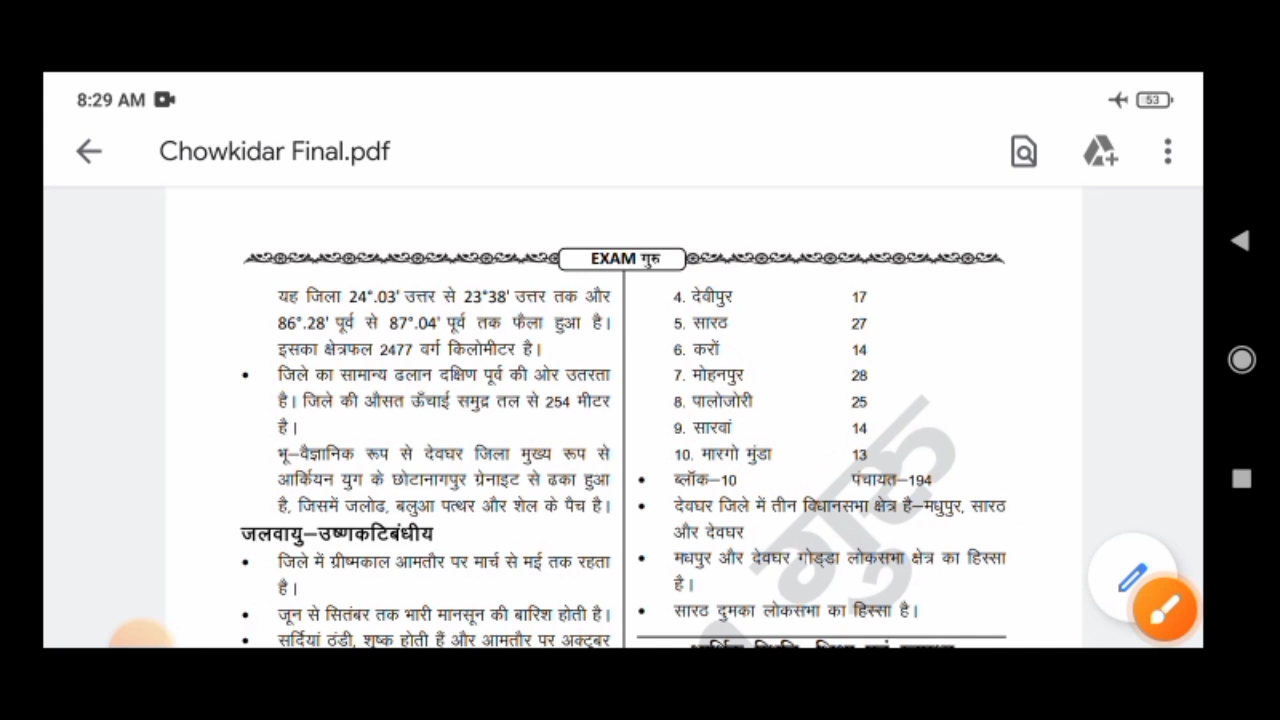 8:29 AM
53
Chowkidar Final.pdf
EXAM गुरु
यह जिला 24°.03' उत्तर से 23°38' उत्तर तक और
86°.28' पूर्व से 87°.04' पूर्व तक फैला हुआ है।
इसका क्षेत्रफल 2477 वर्ग किलोमीटर है।
• जिले का सामान्य ढलान दक्षिण पूर्व की ओर उतरता
है। जिले की औसत ऊँचाई समुद्र तल से 254 मीटर
है।
भू–वैज्ञानिक रूप से देवघर जिला मुख्य रूप से
आर्कियन युग के छोटानागपुर ग्रेनाइट से ढका हुआ
है, जिसमें जलोढ, बलुआ पत्थर और शेल के पैच है।
जलवायु–उष्णकटिबंधीय
• जिले में ग्रीष्मकाल आमतौर पर मार्च से मई तक रहता
है।
• जून से सितंबर तक भारी मानसून की बारिश होती है।
• सर्दियां ठंडी, शुष्क होती हैं और आमतौर पर अक्टूबर
4. देवीपुर 17
5. सारठ 27
6. करों 14
7. मोहनपुर 28
8. पालोजोरी 25
9. सारवां 14
10. मारगो मुंडा 13
• ब्लॉक–10 पंचायत–194
• देवघर जिले में तीन विधानसभा क्षेत्र है–मधुपुर, सारठ
और देवघर
• मधपुर और देवघर गोड्डा लोकसभा क्षेत्र का हिस्सा
है।
• सारठ दुमका लोकसभा का हिस्सा है।
गुरु